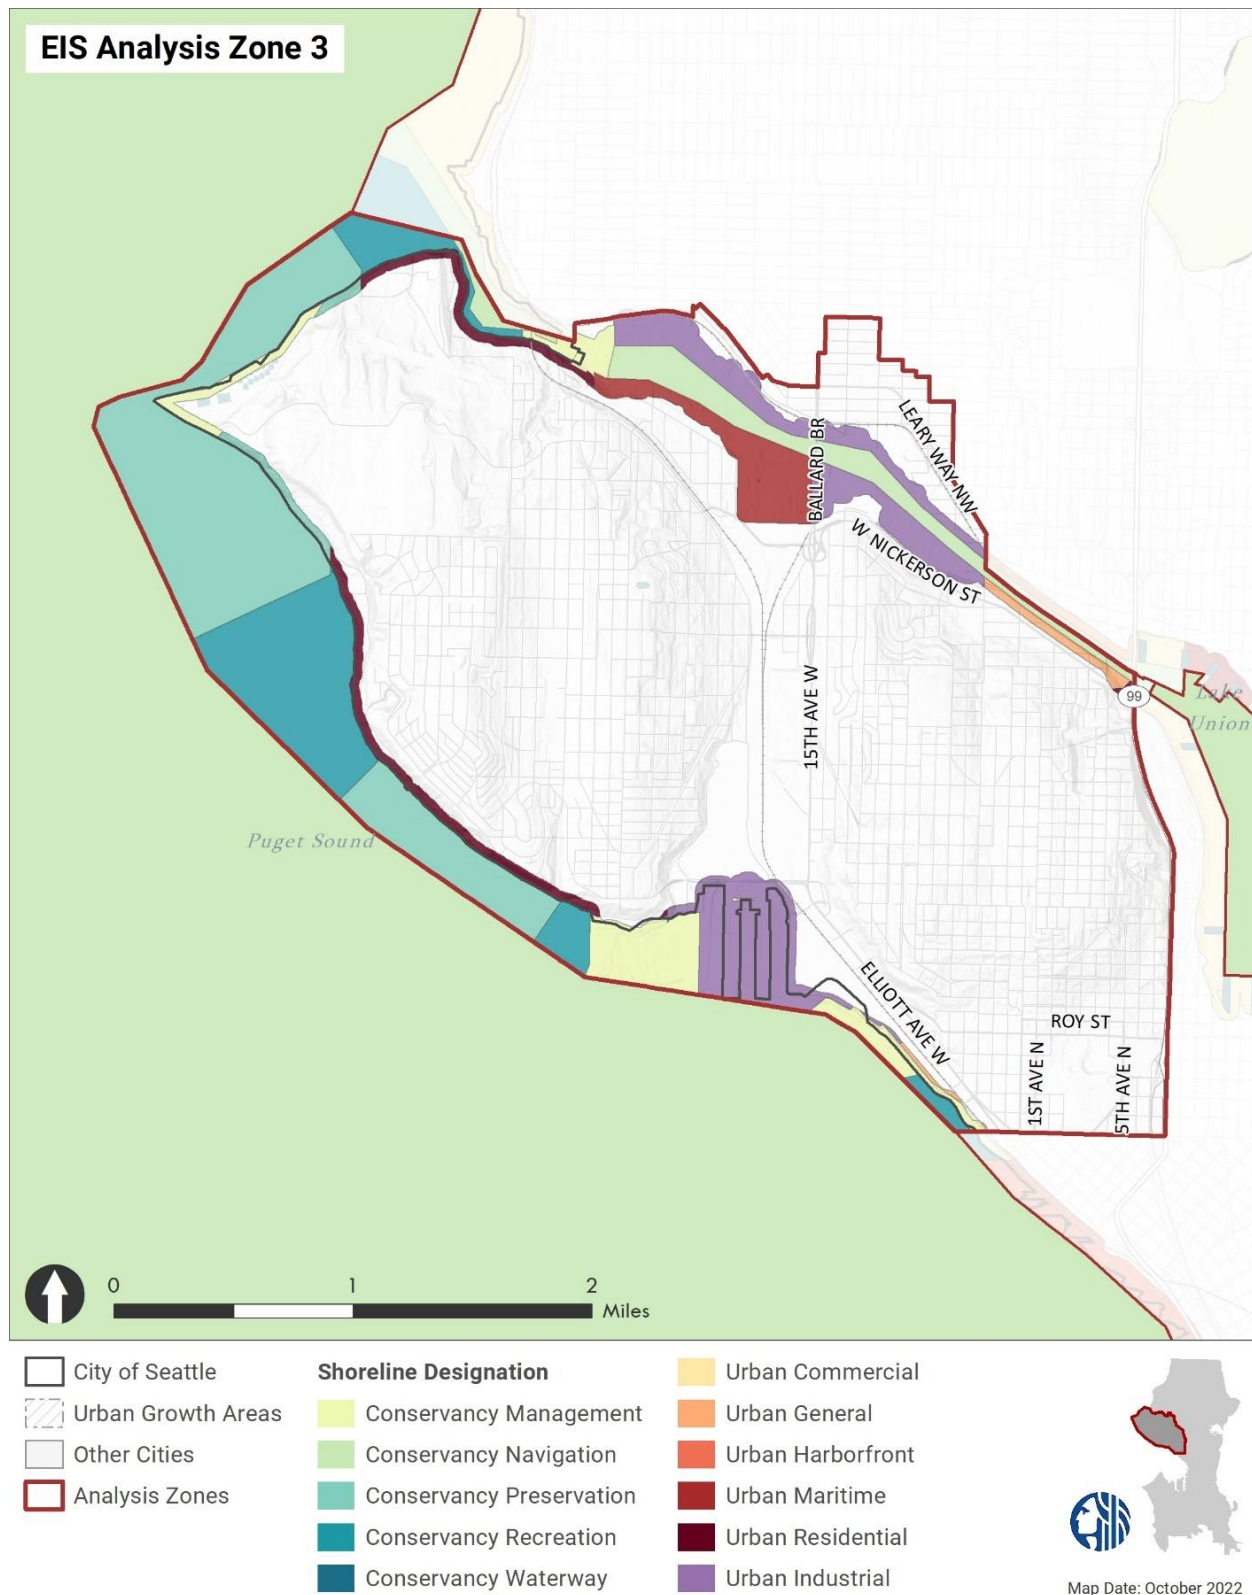 EIS Analysis Zone 3
LEARY WAY NW
BALLARD BR
W NICKERSON ST
15TH AVE W
99
Lake
Union
Puget Sound
ELLIOTT AVE W
ROY ST
1ST AVE N
5TH AVE N
0 1 2
Miles
City of Seattle
Urban Growth Areas
Other Cities
Analysis Zones
Shoreline Designation
Conservancy Management
Conservancy Navigation
Conservancy Preservation
Conservancy Recreation
Conservancy Waterway
Urban Commercial
Urban General
Urban Harborfront
Urban Maritime
Urban Residential
Urban Industrial
Map Date: October 2022